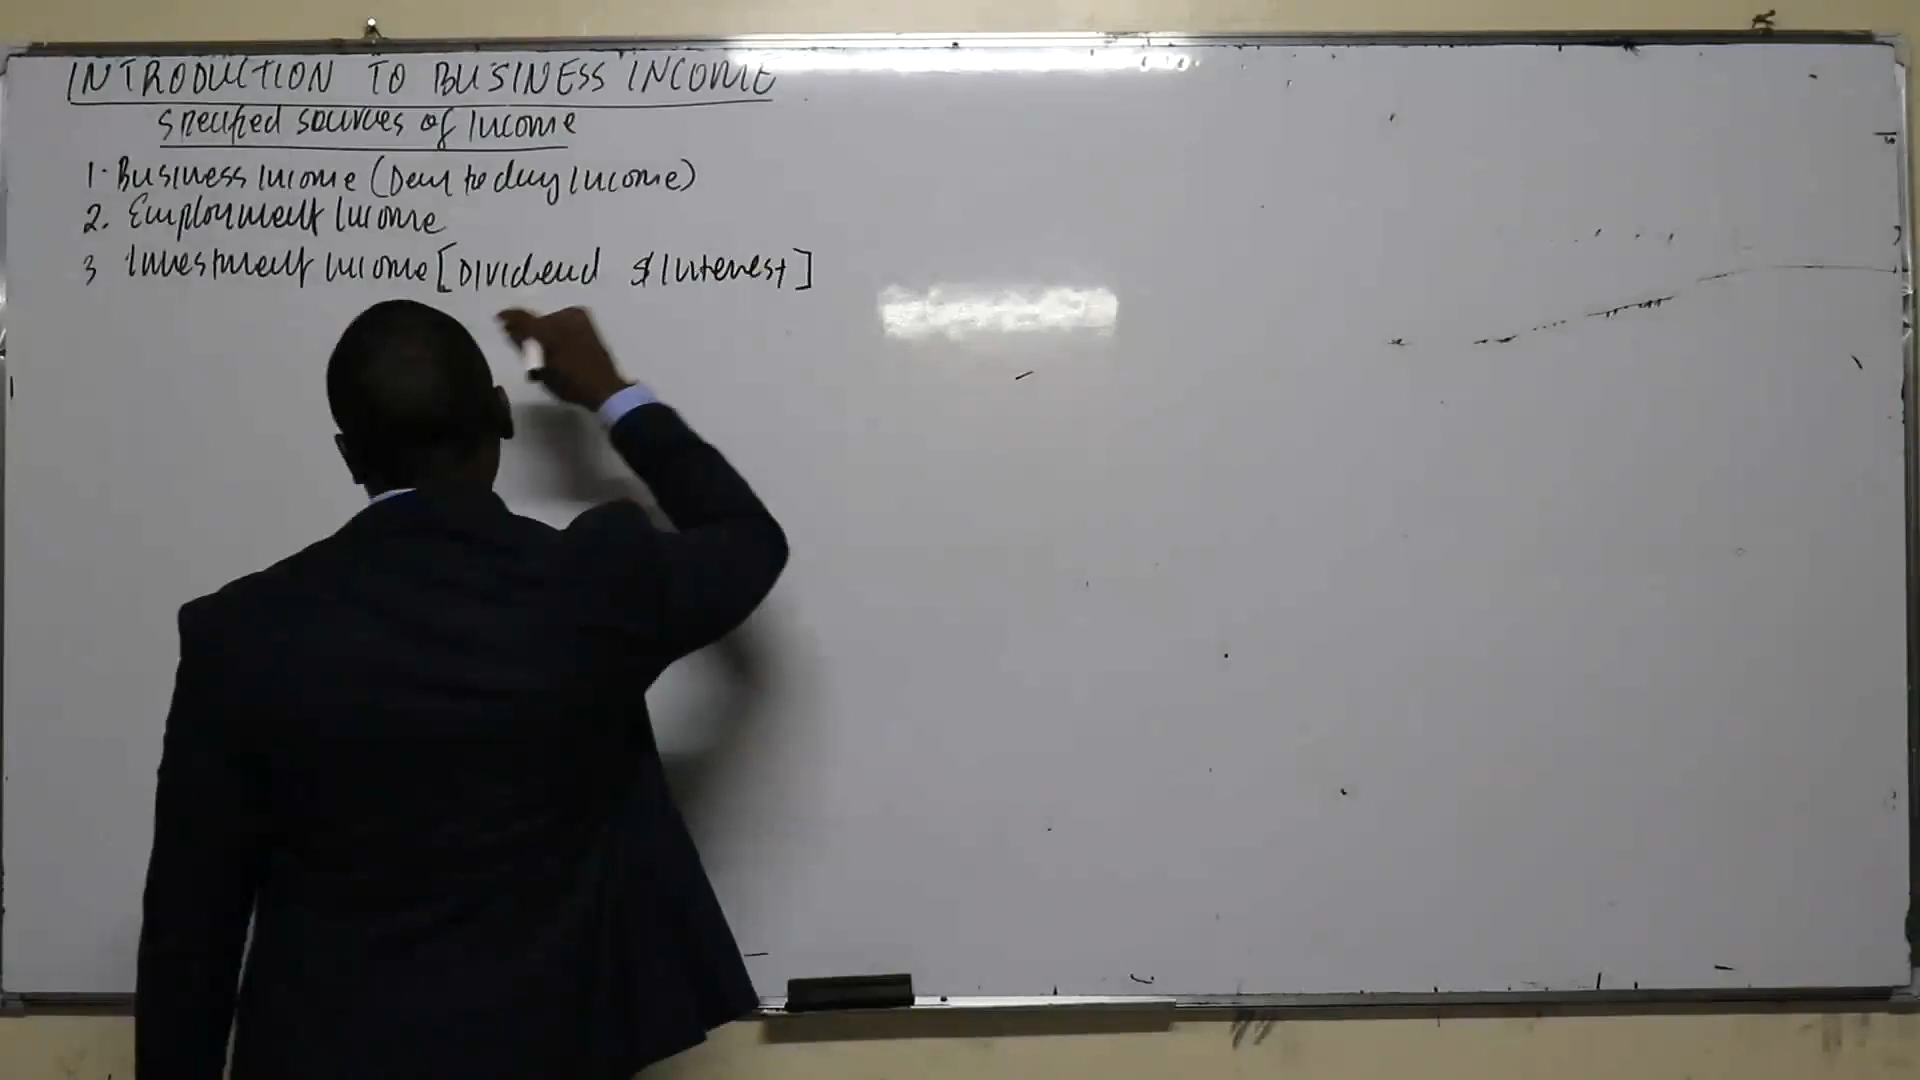 INTRODUCTION TO BUSINESS INCOME
Specified sources of Income
1. Business Income (Day to day Income)
2. Employment Income
3 Investment Income [Dividend & Interest]